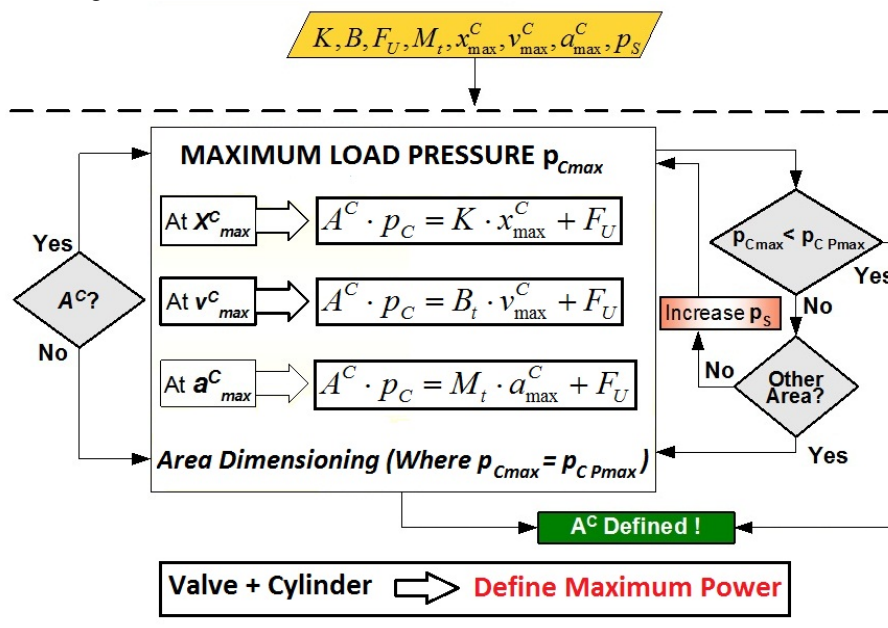 K, B, F_U, M_t, x^C_max, v^C_max, a^C_max, p_S
MAXIMUM LOAD PRESSURE p_Cmax
At X^C_max
A^C · p_C = K · x^C_max + F_U
Yes
A^C?
No
At v^C_max
A^C · p_C = B_t · v^C_max + F_U
At a^C_max
A^C · p_C = M_t · a^C_max + F_U
Area Dimensioning (Where p_Cmax = p_C Pmax)
p_Cmax < p_C Pmax
Yes
No
Increase p_S
No
Other
Area?
Yes
A^C Defined !
Valve + Cylinder Define Maximum Power